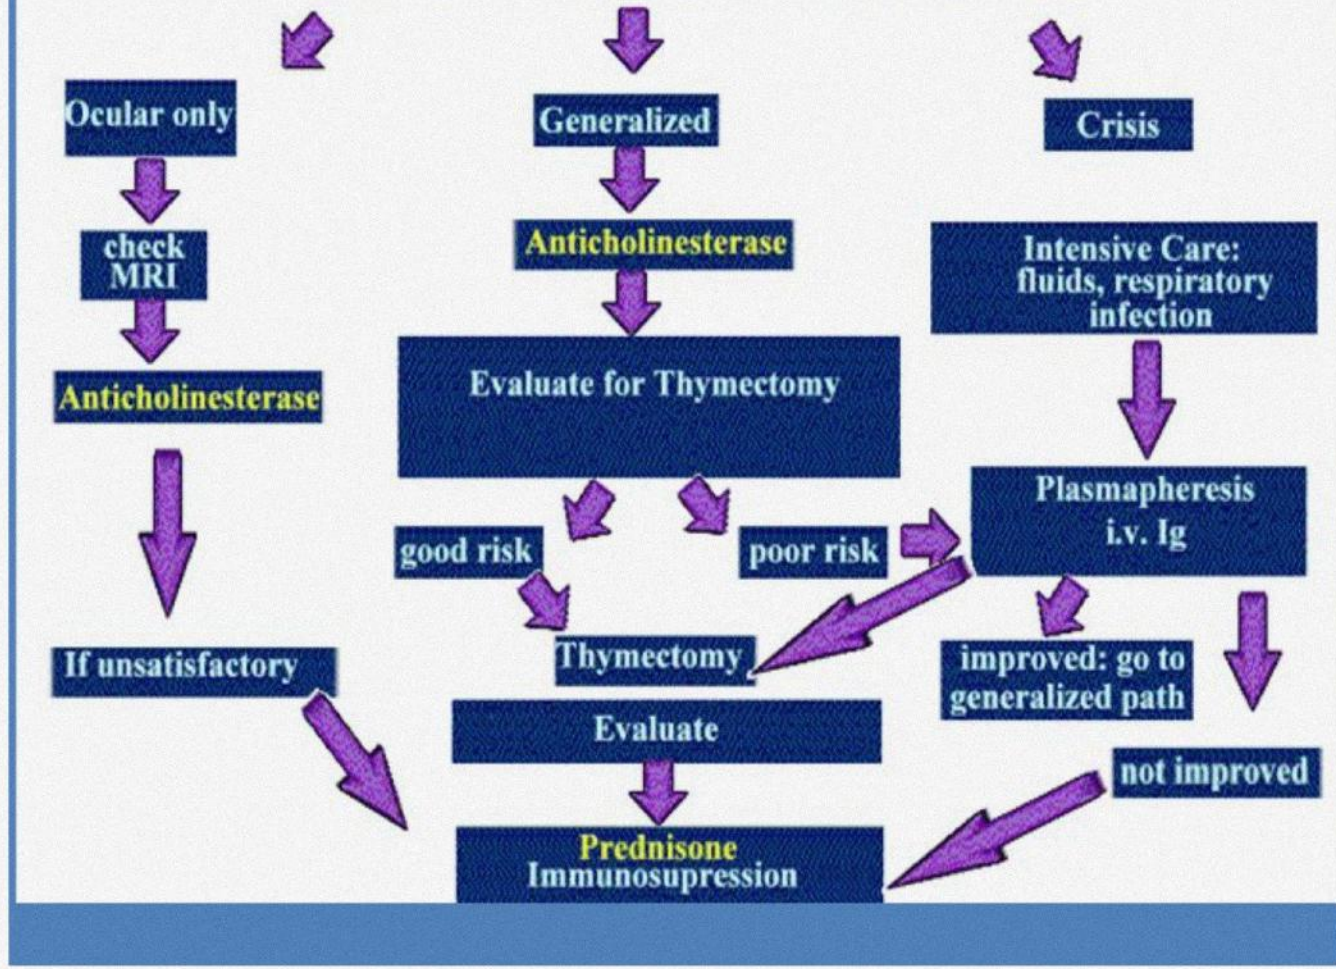 Ocular only
Generalized
Crisis
check
MRI
Anticholinesterase
Intensive Care:
fluids, respiratory
infection
Anticholinesterase
Evaluate for Thymectomy
Plasmapheresis
i.v. Ig
good risk
poor risk
If unsatisfactory
Thymectomy
improved: go to
generalized path
Evaluate
not improved
Prednisone
Immunosupression